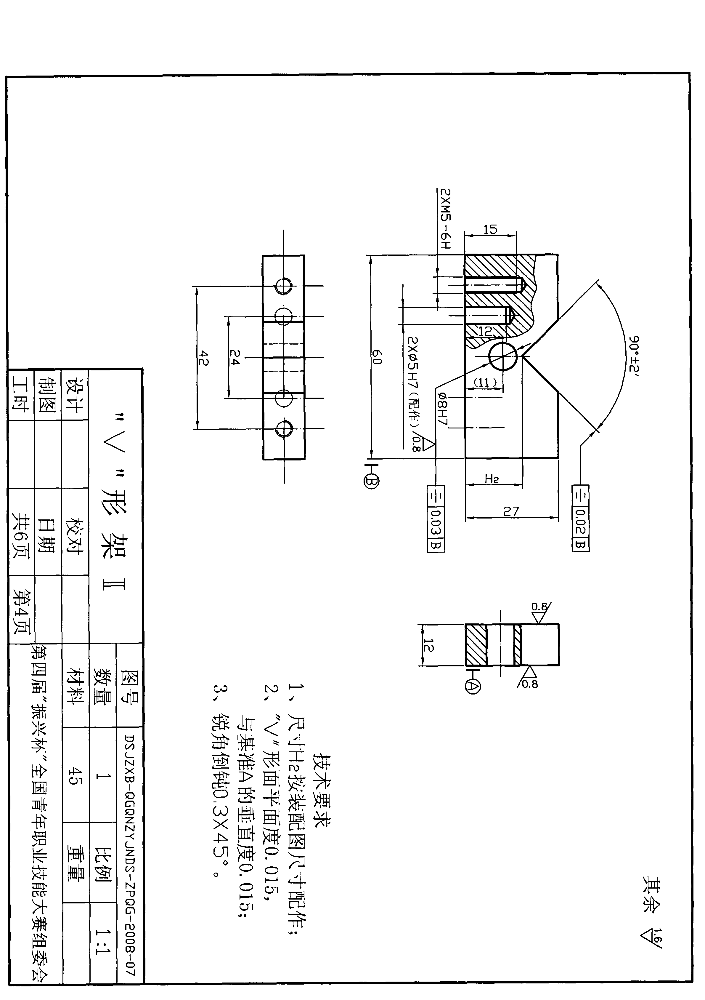 其余 1.6
90°±2′
0.02 B
15
2XM5-6H
12
(11)
H2
27
2XØ5H7(配作)
0.8
Ø8H7
0.03 B
60
B
0.8
0.8
12
A
24
42
技术要求
1、尺寸H2按装配图尺寸配作;
2、"V"形面平面度0.015,
与基准A的垂直度0.015;
3、锐角倒钝0.3X45°。
"V"形架 II
图号 DSJZXB-QGQNZYJNDS-ZPQG-2008-07
数量 1 比例 1:1
设计 校对 材料 45 重量
制图 日期
工时 共6页 第4页
第四届"振兴杯"全国青年职业技能大赛组委会